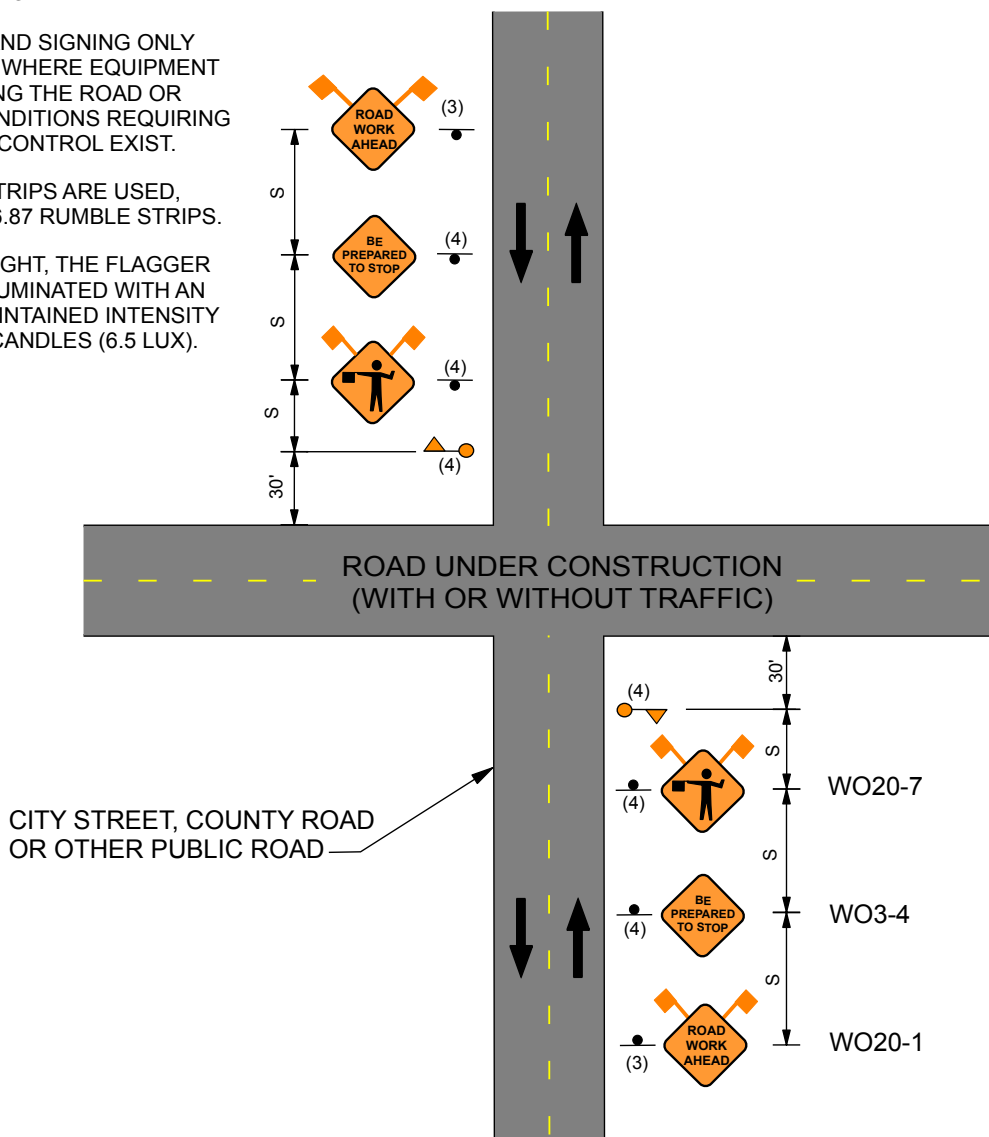 ND SIGNING ONLY
WHERE EQUIPMENT
NG THE ROAD OR
NDITIONS REQUIRING
CONTROL EXIST.
TRIPS ARE USED,
6.87 RUMBLE STRIPS.
GHT, THE FLAGGER
UMINATED WITH AN
INTAINED INTENSITY
CANDLES (6.5 LUX).
ROAD
WORK
AHEAD
(3)
S
BE
PREPARED
TO STOP
(4)
S
(4)
S
(4)
30'
ROAD UNDER CONSTRUCTION
(WITH OR WITHOUT TRAFFIC)
30'
(4)
S
(4)
WO20-7
CITY STREET, COUNTY ROAD
OR OTHER PUBLIC ROAD
S
BE
PREPARED
TO STOP
(4)
WO3-4
S
ROAD
WORK
AHEAD
(3)
WO20-1